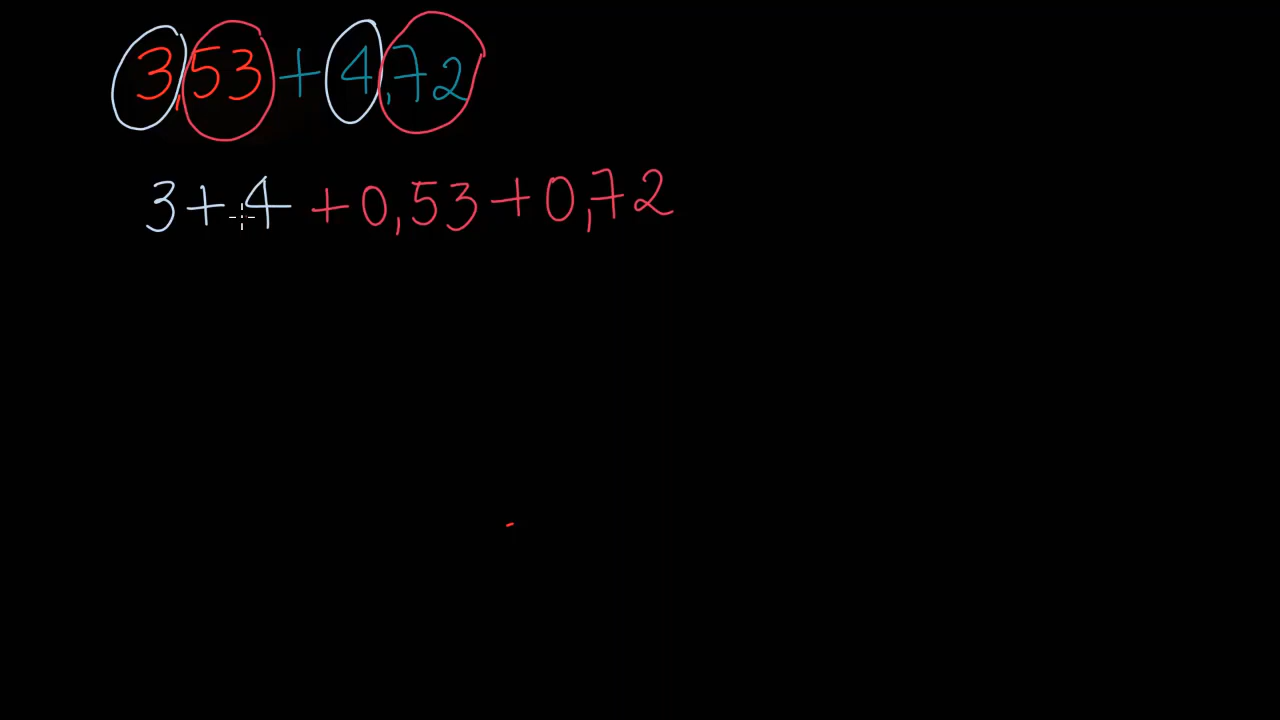 3,53 + 4,72
3 + 4 + 0,53 + 0,72